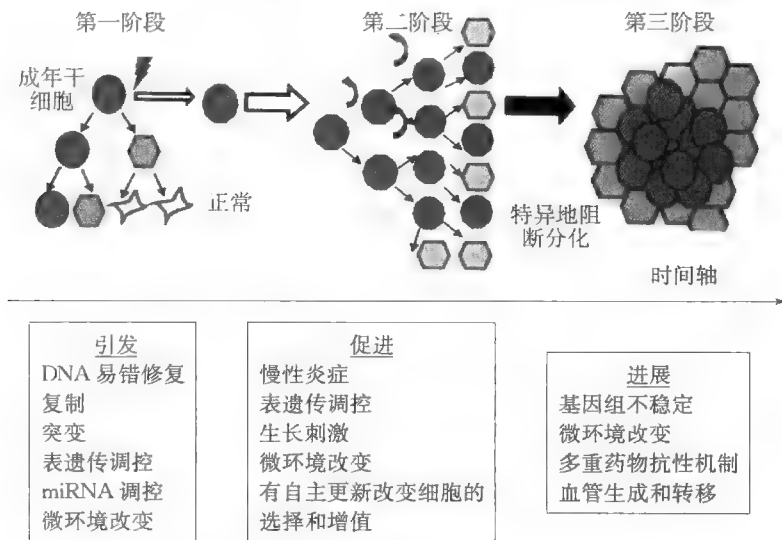 第一阶段
第二阶段
第三阶段
成年干
细胞
正常
特异地阻
断分化
时间轴
引发
DNA 易错修复
复制
突变
表遗传调控
miRNA 调控
微环境改变
促进
慢性炎症
表遗传调控
生长刺激
微环境改变
有自主更新改变细胞的
选择和增值
进展
基因组不稳定
微环境改变
多重药物抗性机制
血管生成和转移